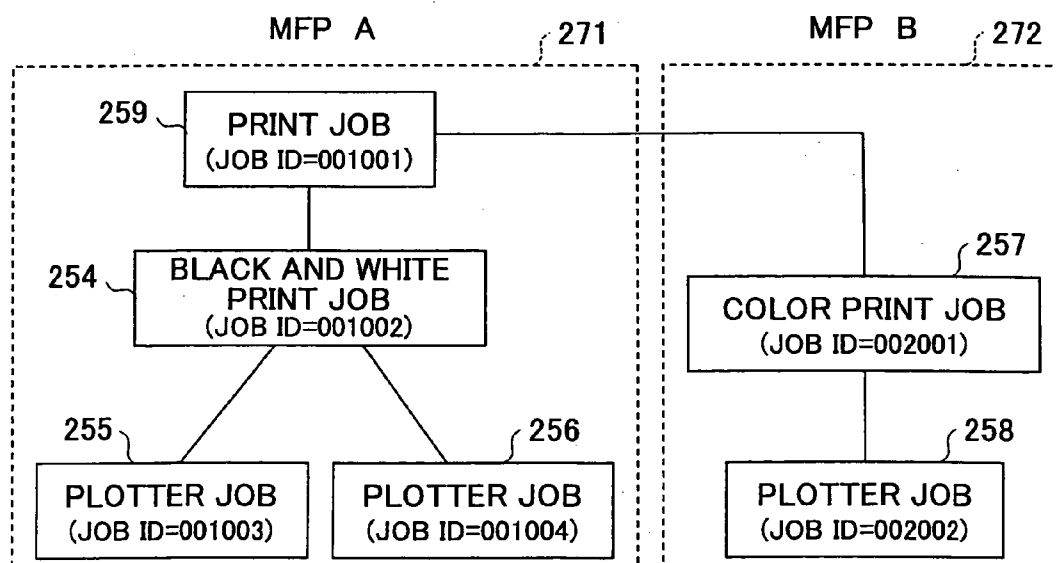 MFP A
271
MFP B
272
259
PRINT JOB
(JOB ID=001001)
254
BLACK AND WHITE
PRINT JOB
(JOB ID=001002)
257
COLOR PRINT JOB
(JOB ID=002001)
255
PLOTTER JOB
(JOB ID=001003)
256
PLOTTER JOB
(JOB ID=001004)
258
PLOTTER JOB
(JOB ID=002002)